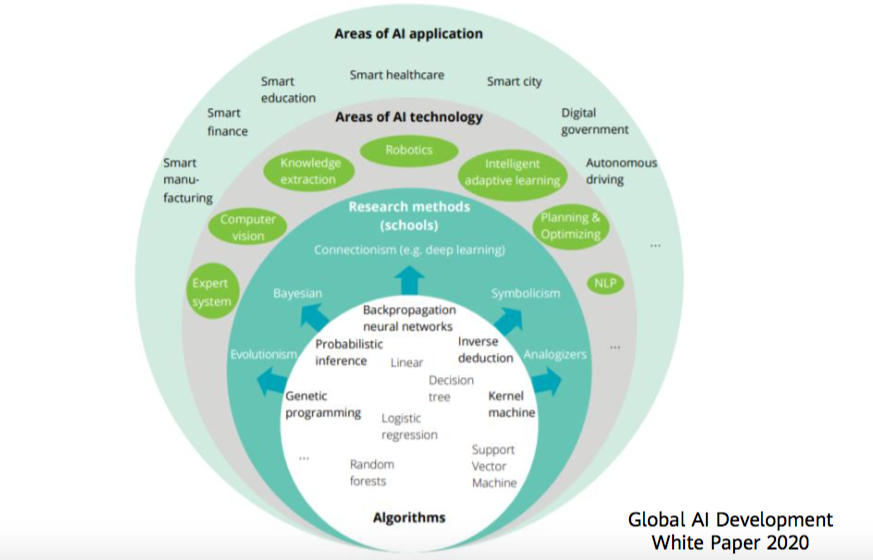 Areas of AI application
Smart healthcare
Smart
education
Smart city
Smart
finance
Digital
government
Smart
manu-
facturing
Autonomous
driving
...
Areas of AI technology
Robotics
Knowledge
extraction
Intelligent
adaptive learning
Computer
vision
Planning &
Optimizing
Expert
system
NLP
...
Research methods
(schools)
Connectionism (e.g. deep learning)
Bayesian
Symbolicism
Evolutionism
Analogizers
Backpropagation
neural networks
Probabilistic
inference
Linear
Inverse
deduction
Decision
tree
Genetic
programming
Kernel
machine
Logistic
regression
...
Random
forests
Support
Vector
Machine
Algorithms
Global AI Development
White Paper 2020